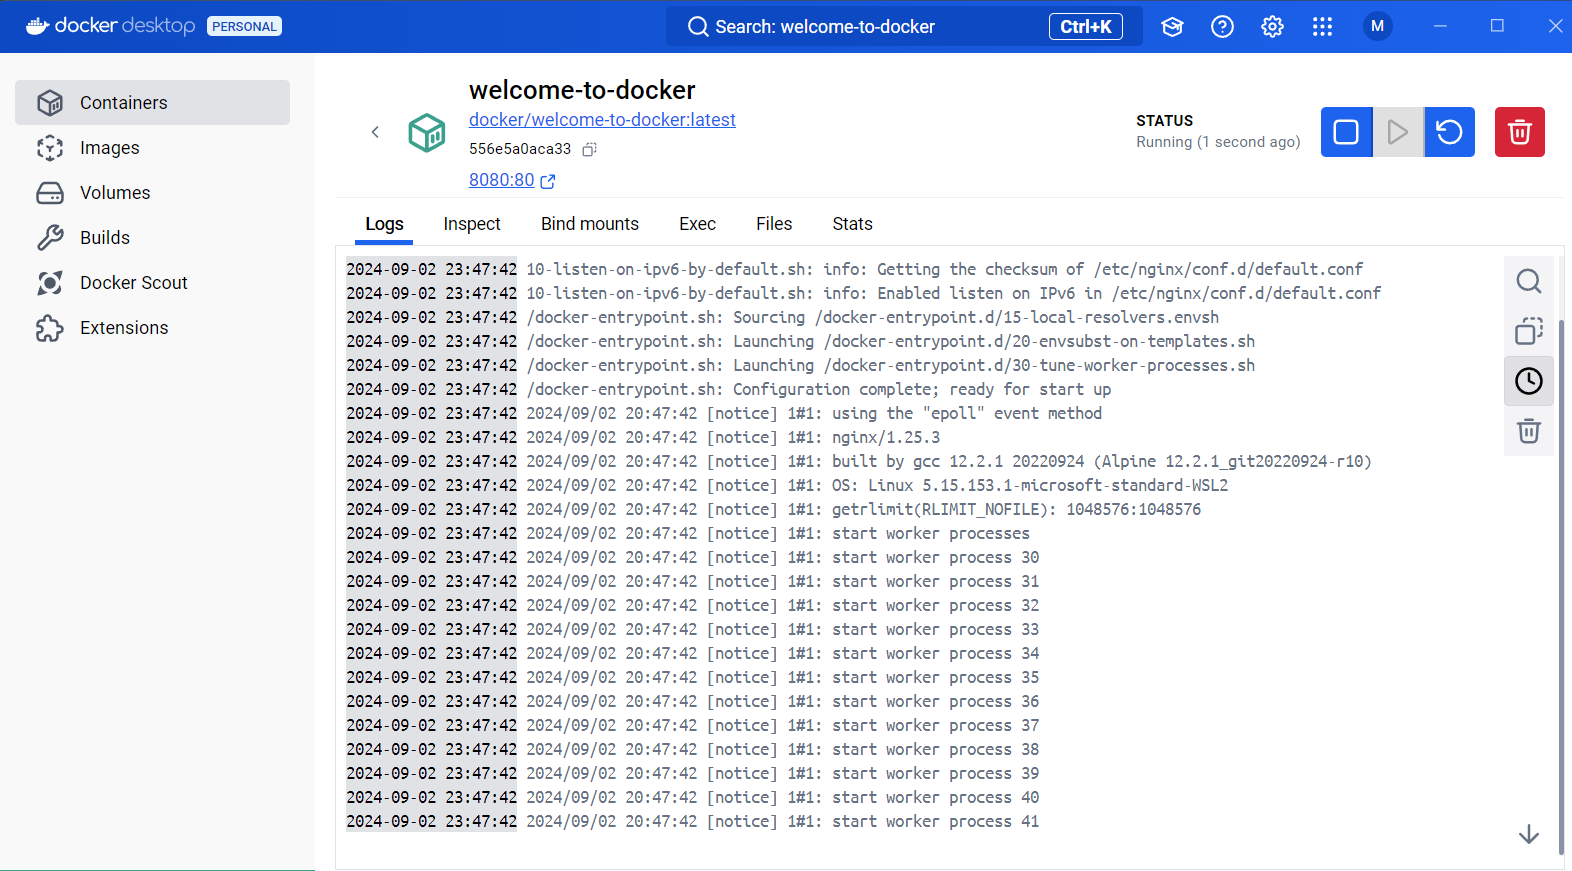 docker desktop PERSONAL
Search: welcome-to-docker Ctrl+K
M
Containers
Images
Volumes
Builds
Docker Scout
Extensions
welcome-to-docker
docker/welcome-to-docker:latest
556e5a0aca33
8080:80
STATUS
Running (1 second ago)
Logs Inspect Bind mounts Exec Files Stats
2024-09-02 23:47:42 10-listen-on-ipv6-by-default.sh: info: Getting the checksum of /etc/nginx/conf.d/default.conf
2024-09-02 23:47:42 10-listen-on-ipv6-by-default.sh: info: Enabled listen on IPv6 in /etc/nginx/conf.d/default.conf
2024-09-02 23:47:42 /docker-entrypoint.sh: Sourcing /docker-entrypoint.d/15-local-resolvers.envsh
2024-09-02 23:47:42 /docker-entrypoint.sh: Launching /docker-entrypoint.d/20-envsubst-on-templates.sh
2024-09-02 23:47:42 /docker-entrypoint.sh: Launching /docker-entrypoint.d/30-tune-worker-processes.sh
2024-09-02 23:47:42 /docker-entrypoint.sh: Configuration complete; ready for start up
2024-09-02 23:47:42 2024/09/02 20:47:42 [notice] 1#1: using the "epoll" event method
2024-09-02 23:47:42 2024/09/02 20:47:42 [notice] 1#1: nginx/1.25.3
2024-09-02 23:47:42 2024/09/02 20:47:42 [notice] 1#1: built by gcc 12.2.1 20220924 (Alpine 12.2.1_git20220924-r10)
2024-09-02 23:47:42 2024/09/02 20:47:42 [notice] 1#1: OS: Linux 5.15.153.1-microsoft-standard-WSL2
2024-09-02 23:47:42 2024/09/02 20:47:42 [notice] 1#1: getrlimit(RLIMIT_NOFILE): 1048576:1048576
2024-09-02 23:47:42 2024/09/02 20:47:42 [notice] 1#1: start worker processes
2024-09-02 23:47:42 2024/09/02 20:47:42 [notice] 1#1: start worker process 30
2024-09-02 23:47:42 2024/09/02 20:47:42 [notice] 1#1: start worker process 31
2024-09-02 23:47:42 2024/09/02 20:47:42 [notice] 1#1: start worker process 32
2024-09-02 23:47:42 2024/09/02 20:47:42 [notice] 1#1: start worker process 33
2024-09-02 23:47:42 2024/09/02 20:47:42 [notice] 1#1: start worker process 34
2024-09-02 23:47:42 2024/09/02 20:47:42 [notice] 1#1: start worker process 35
2024-09-02 23:47:42 2024/09/02 20:47:42 [notice] 1#1: start worker process 36
2024-09-02 23:47:42 2024/09/02 20:47:42 [notice] 1#1: start worker process 37
2024-09-02 23:47:42 2024/09/02 20:47:42 [notice] 1#1: start worker process 38
2024-09-02 23:47:42 2024/09/02 20:47:42 [notice] 1#1: start worker process 39
2024-09-02 23:47:42 2024/09/02 20:47:42 [notice] 1#1: start worker process 40
2024-09-02 23:47:42 2024/09/02 20:47:42 [notice] 1#1: start worker process 41